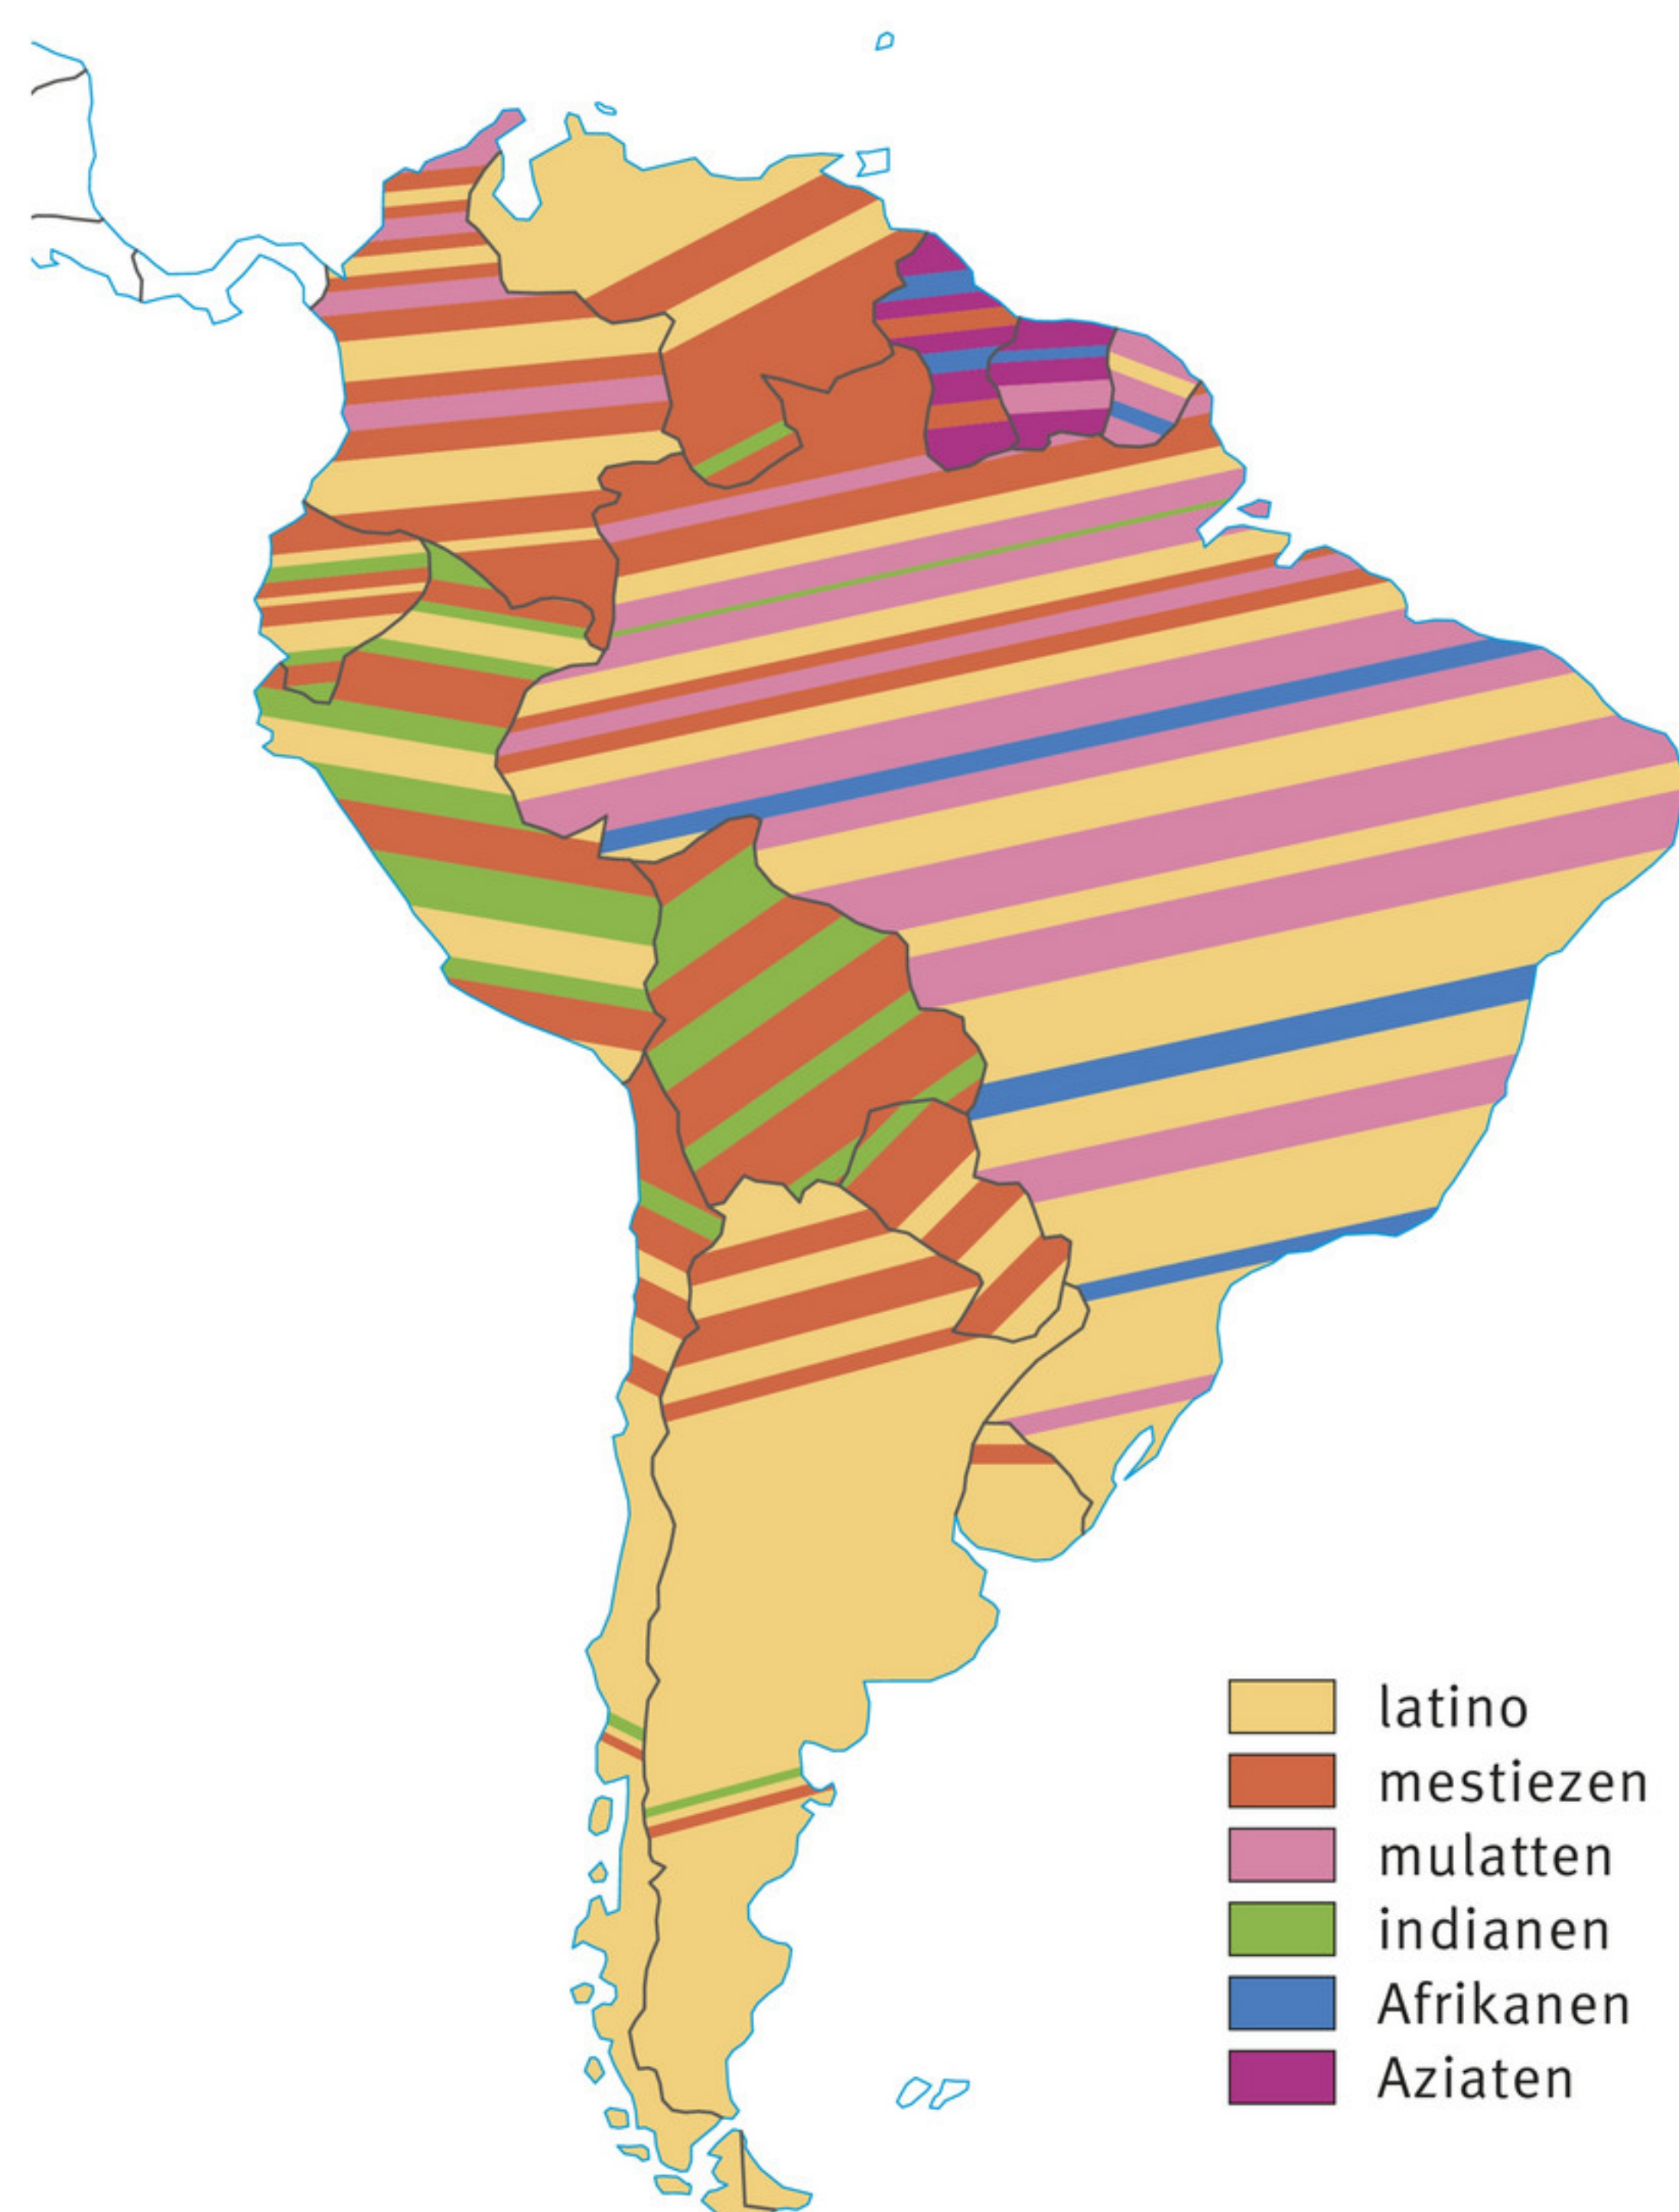 latino
mestiezen
mulatten
indianen
Afrikanen
Aziaten